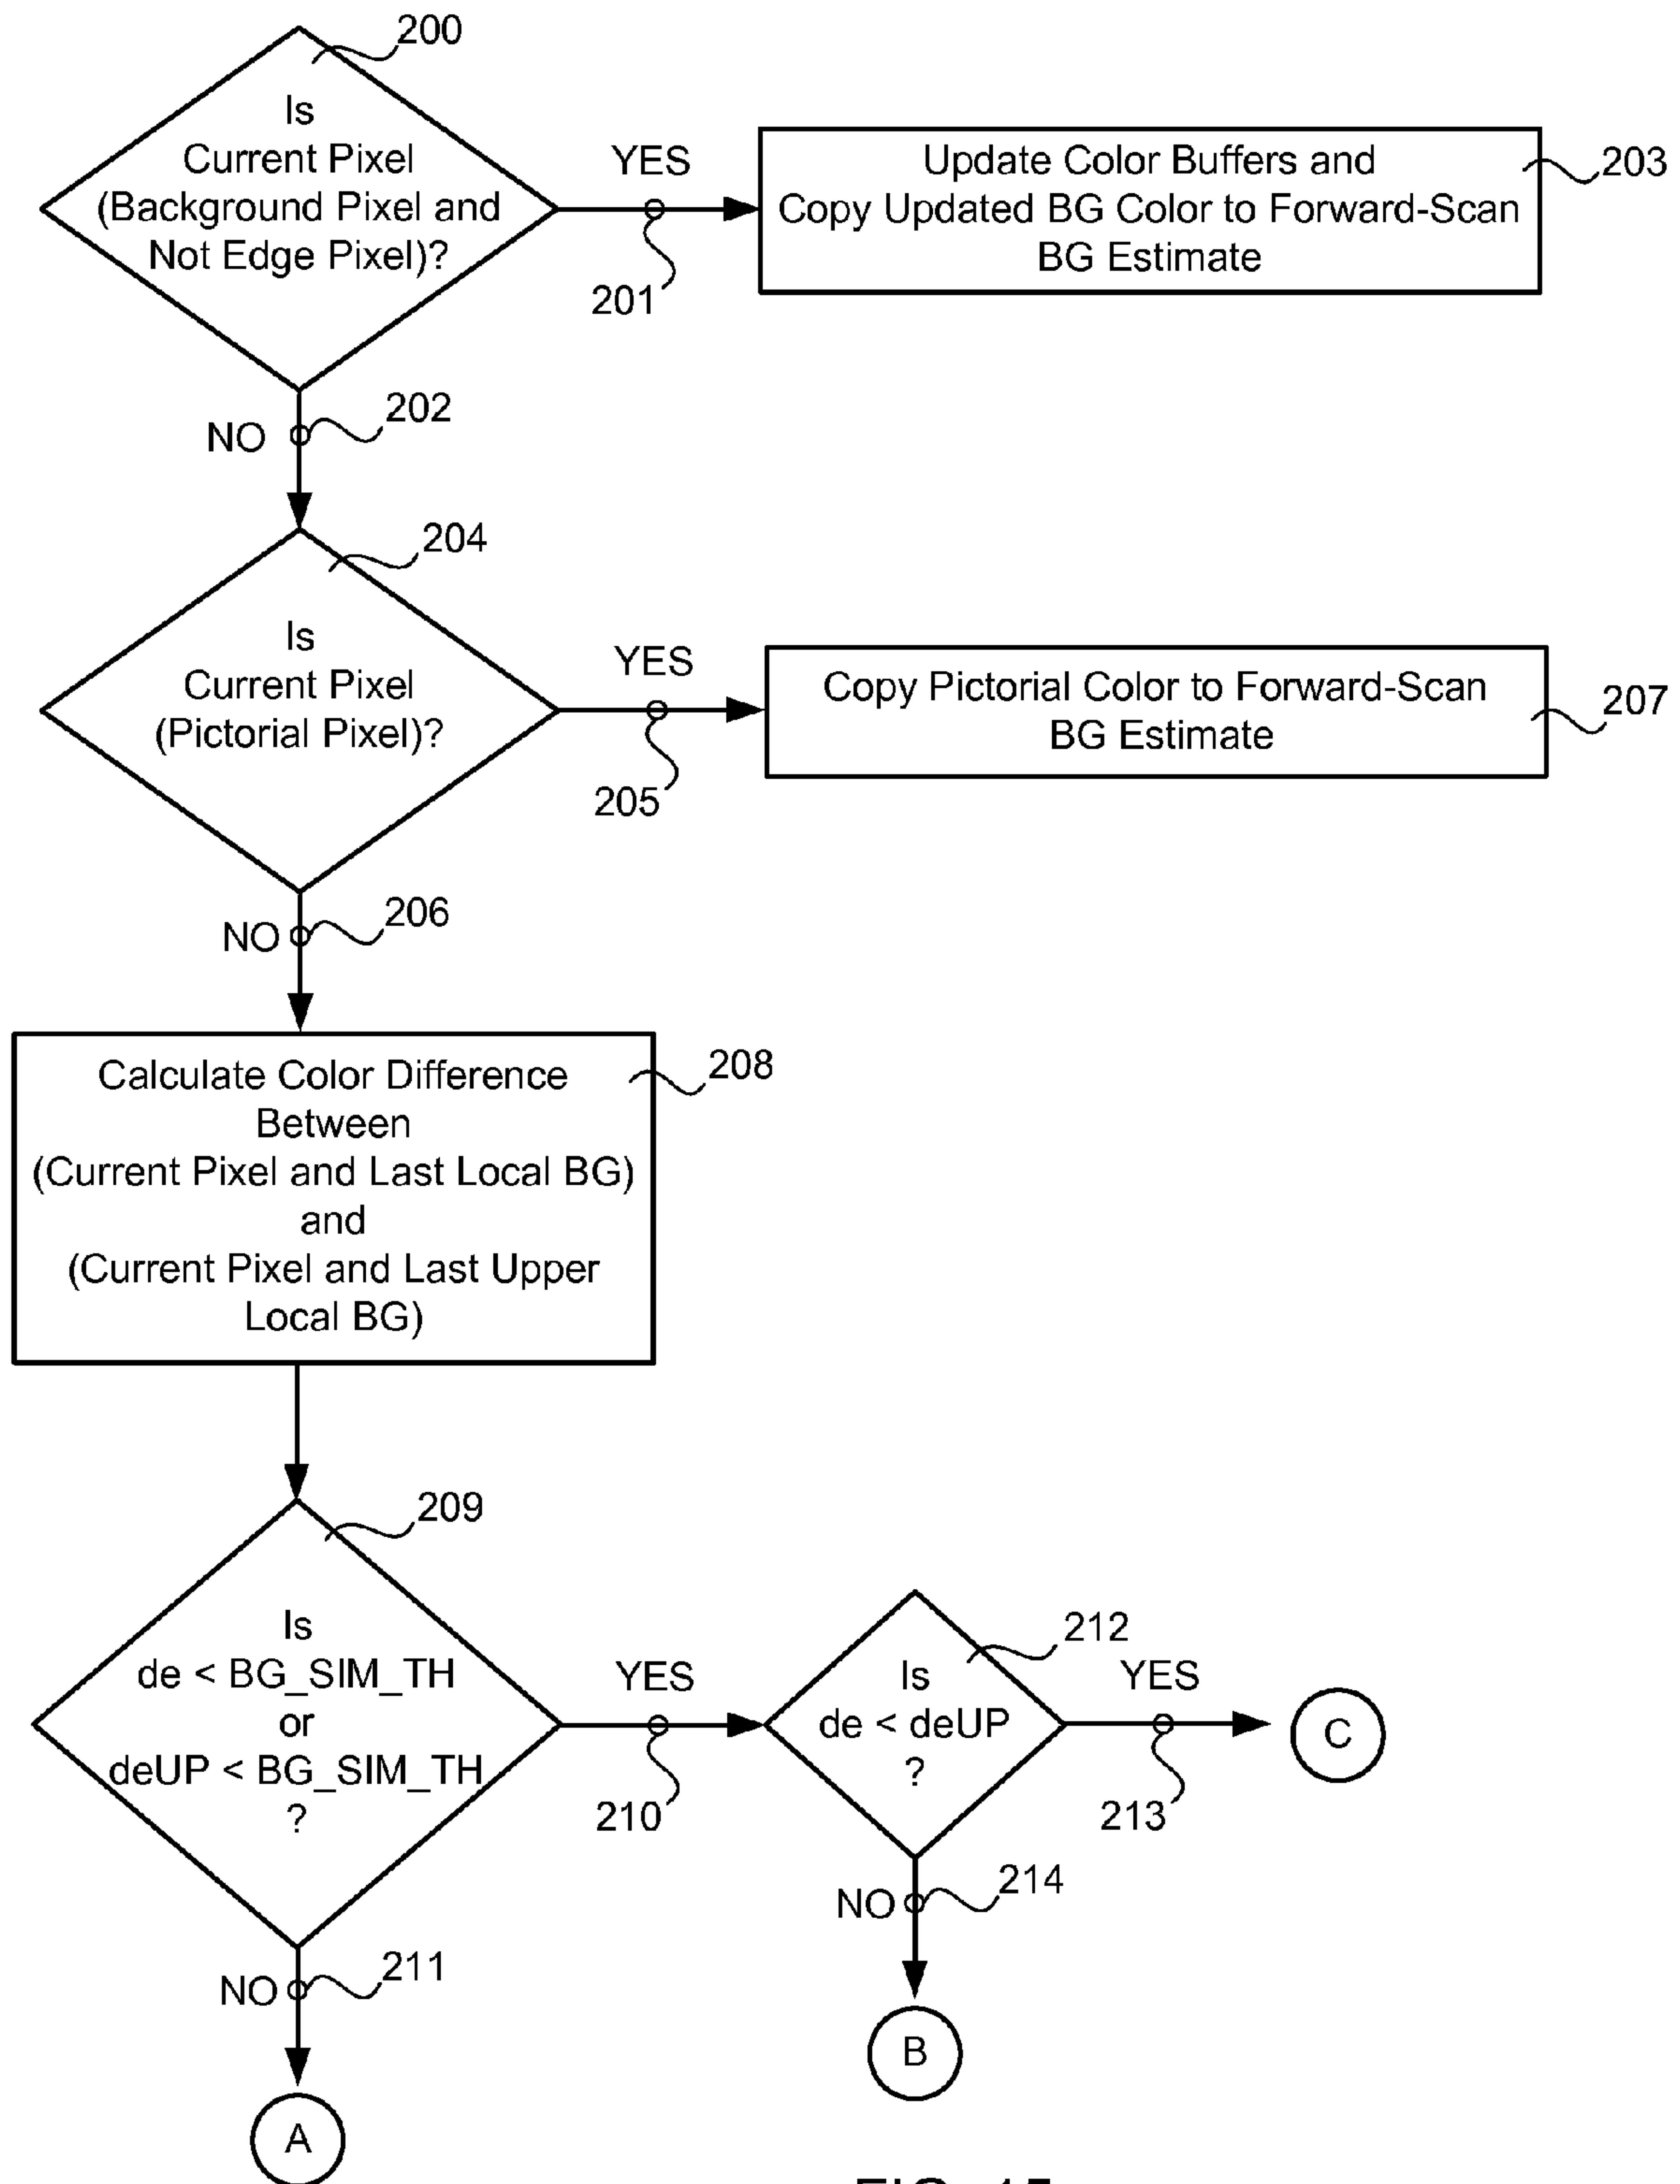 200
Is
Current Pixel
(Background Pixel and
Not Edge Pixel)?
YES
201
Update Color Buffers and
Copy Updated BG Color to Forward-Scan
BG Estimate
203
NO
202
204
Is
Current Pixel
(Pictorial Pixel)?
YES
205
Copy Pictorial Color to Forward-Scan
BG Estimate
207
NO
206
Calculate Color Difference
Between
(Current Pixel and Last Local BG)
and
(Current Pixel and Last Upper
Local BG)
208
209
Is
de < BG_SIM_TH
or
deUP < BG_SIM_TH
?
YES
210
212
Is
de < deUP
?
YES
213
C
NO
214
B
NO
211
A